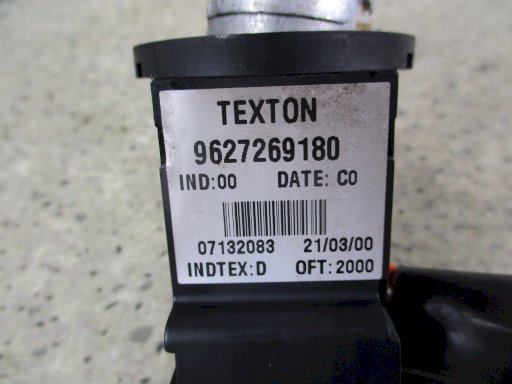 TEXTON
9627269180
IND:00 DATE: C0
07132083 21/03/00
INDTEX:D OFT:2000